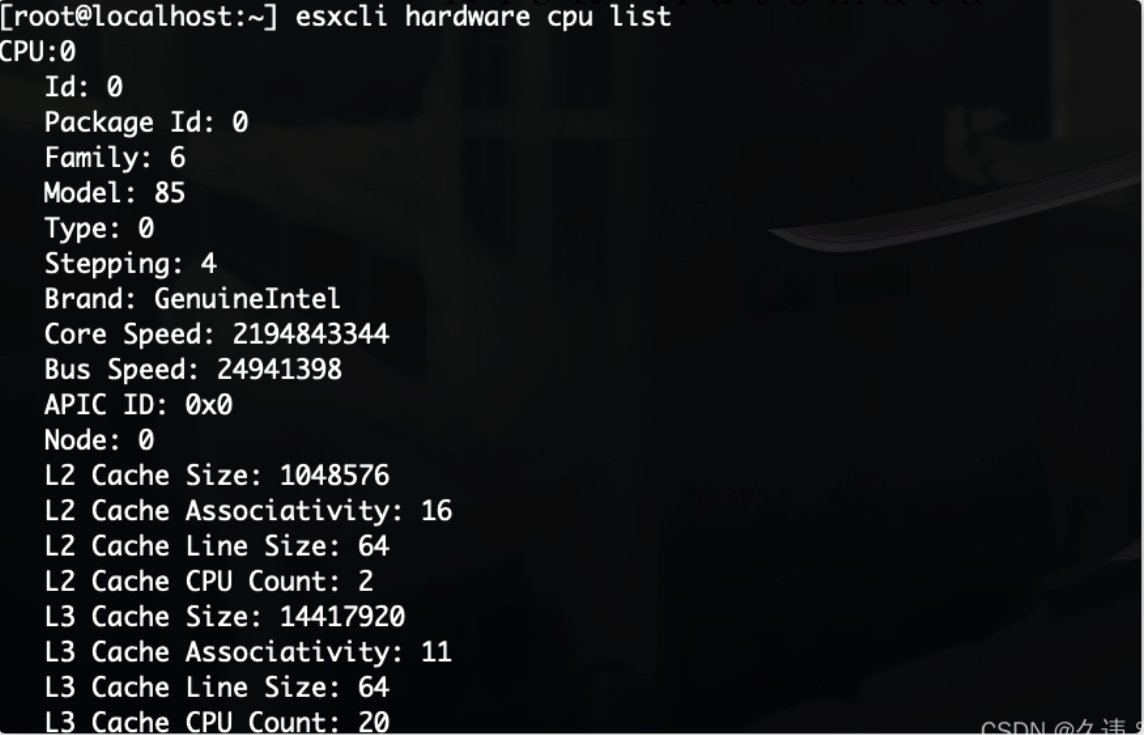 [root@localhost:~] esxcli hardware cpu list
CPU:0
Id: 0
Package Id: 0
Family: 6
Model: 85
Type: 0
Stepping: 4
Brand: GenuineIntel
Core Speed: 2194843344
Bus Speed: 24941398
APIC ID: 0x0
Node: 0
L2 Cache Size: 1048576
L2 Cache Associativity: 16
L2 Cache Line Size: 64
L2 Cache CPU Count: 2
L3 Cache Size: 14417920
L3 Cache Associativity: 11
L3 Cache Line Size: 64
L3 Cache CPU Count: 20
CSDN @久违